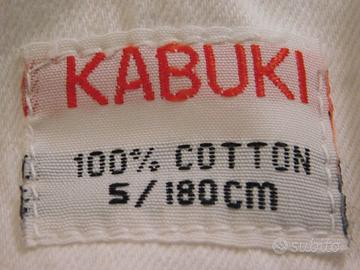 KABUKI
100% COTTON
5/180CM
subito